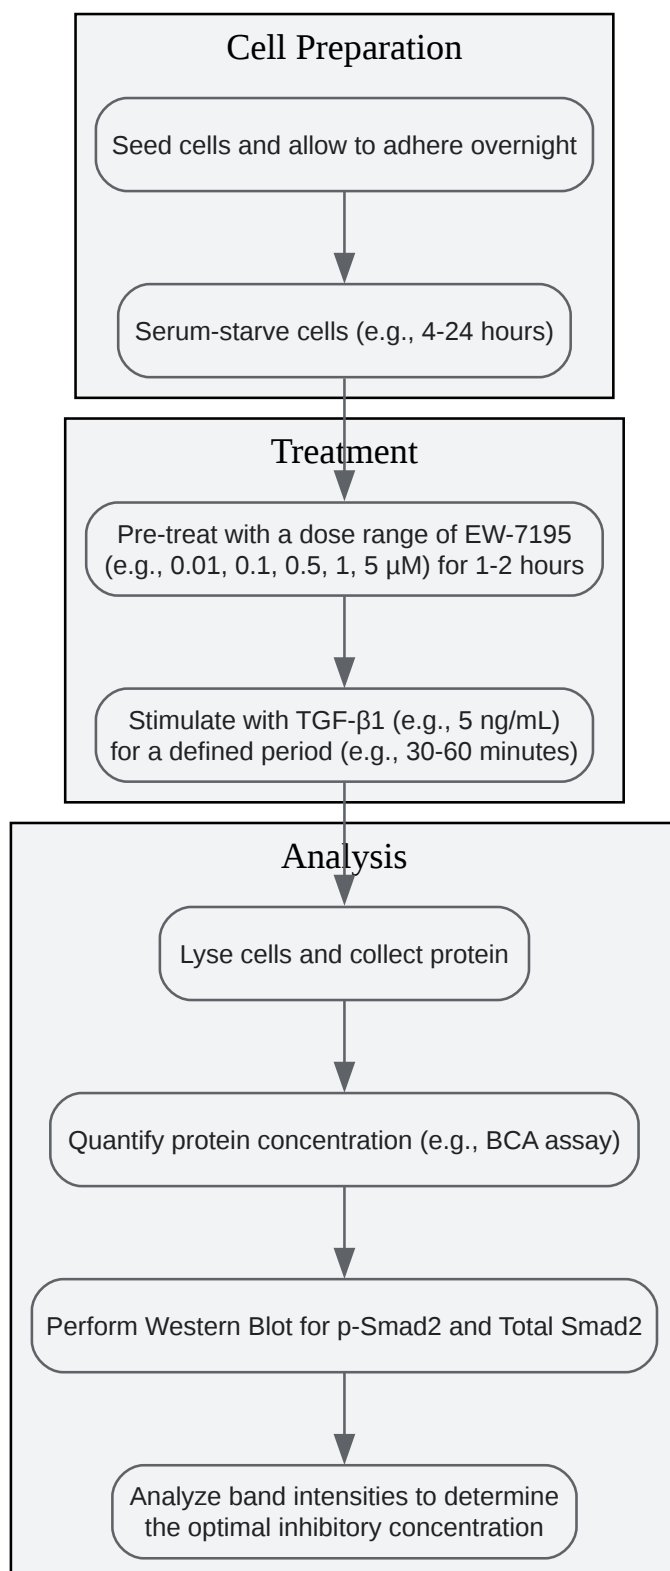 Cell Preparation
Seed cells and allow to adhere overnight
Serum-starve cells (e.g., 4-24 hours)
Treatment
Pre-treat with a dose range of EW-7195
(e.g., 0.01, 0.1, 0.5, 1, 5 µM) for 1-2 hours
Stimulate with TGF-β1 (e.g., 5 ng/mL)
for a defined period (e.g., 30-60 minutes)
Analysis
Lyse cells and collect protein
Quantify protein concentration (e.g., BCA assay)
Perform Western Blot for p-Smad2 and Total Smad2
Analyze band intensities to determine
the optimal inhibitory concentration